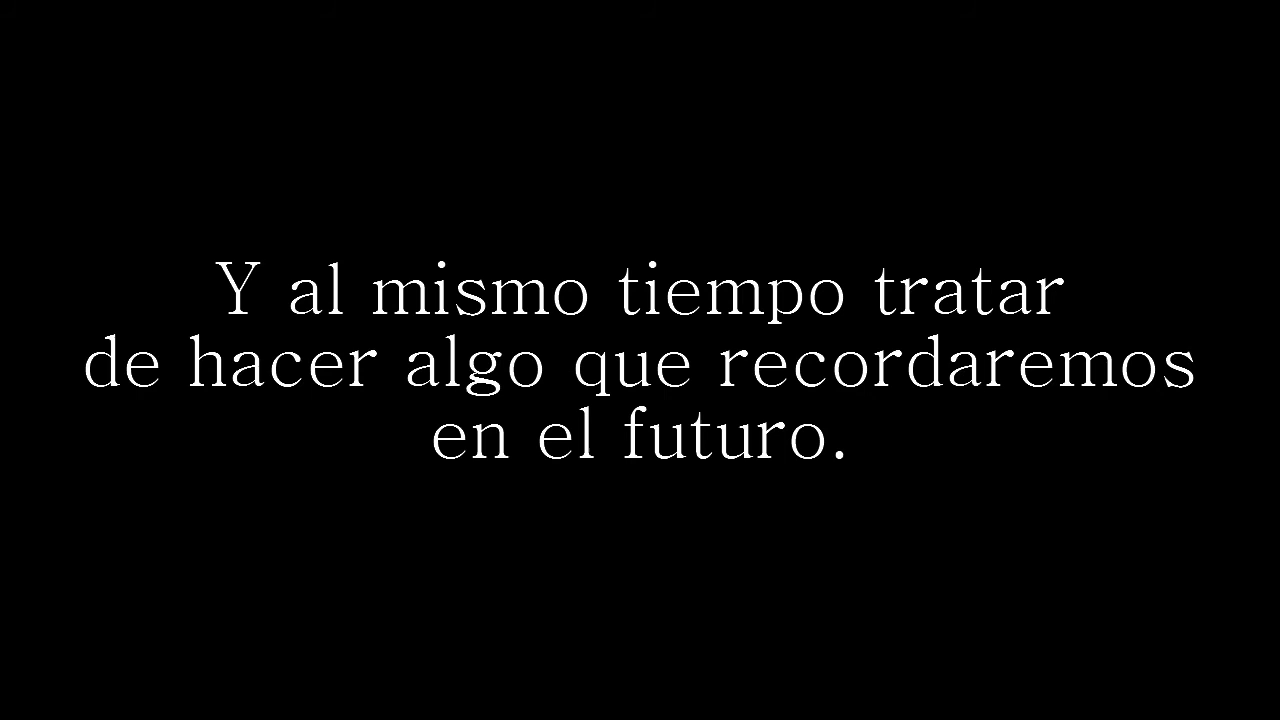 Y al mismo tiempo tratar
de hacer algo que recordaremos
en el futuro.